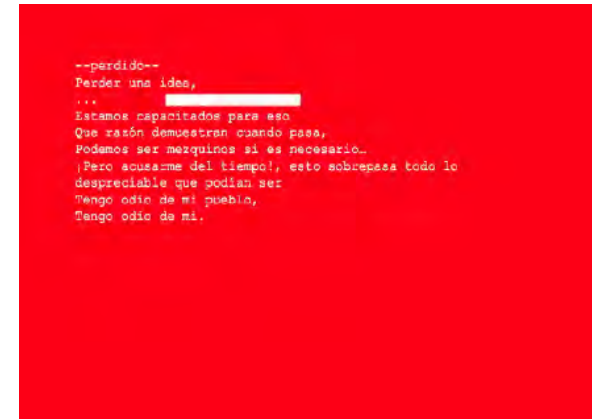 --perdido--
Perder una idea,
...
Estamos capacitados para eso
Que razón demuestran cuando pasa,
Podemos ser mezquinos si es necesario…
¡Pero acusarme del tiempo!, esto sobrepasa todo lo
despreciable que podían ser
Tengo odio de mi pueblo,
Tengo odio de mi.